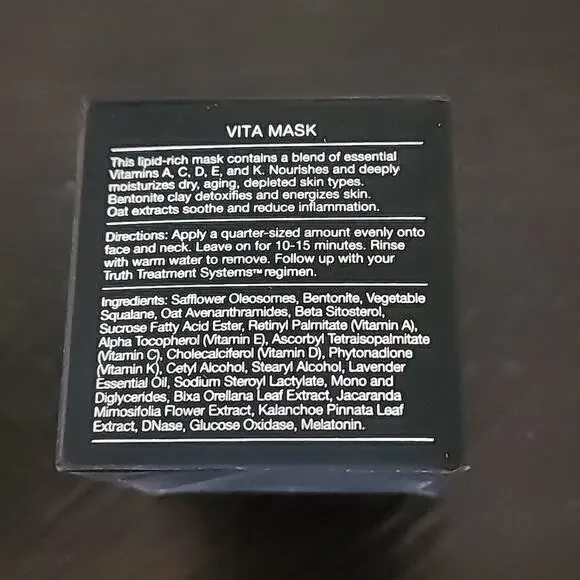 VITA MASK
This lipid-rich mask contains a blend of essential
Vitamins A, C, D, E, and K. Nourishes and deeply
moisturizes dry, aging, depleted skin types.
Bentonite clay detoxifies and energizes skin.
Oat extracts soothe and reduce inflammation.
Directions: Apply a quarter-sized amount evenly onto
face and neck. Leave on for 10-15 minutes. Rinse
with warm water to remove. Follow up with your
Truth Treatment Systems™ regimen.
Ingredients: Safflower Oleosomes, Bentonite, Vegetable
Squalane, Oat Avenanthramides, Beta Sitosterol,
Sucrose Fatty Acid Ester, Retinyl Palmitate (Vitamin A),
Alpha Tocopherol (Vitamin E), Ascorbyl Tetraisopalmitate
(Vitamin C), Cholecalciferol (Vitamin D), Phytonadione
(Vitamin K), Cetyl Alcohol, Stearyl Alcohol, Lavender
Essential Oil, Sodium Steroyl Lactylate, Mono and
Diglycerides, Bixa Orellana Leaf Extract, Jacaranda
Mimosifolia Flower Extract, Kalanchoe Pinnata Leaf
Extract, DNase, Glucose Oxidase, Melatonin.